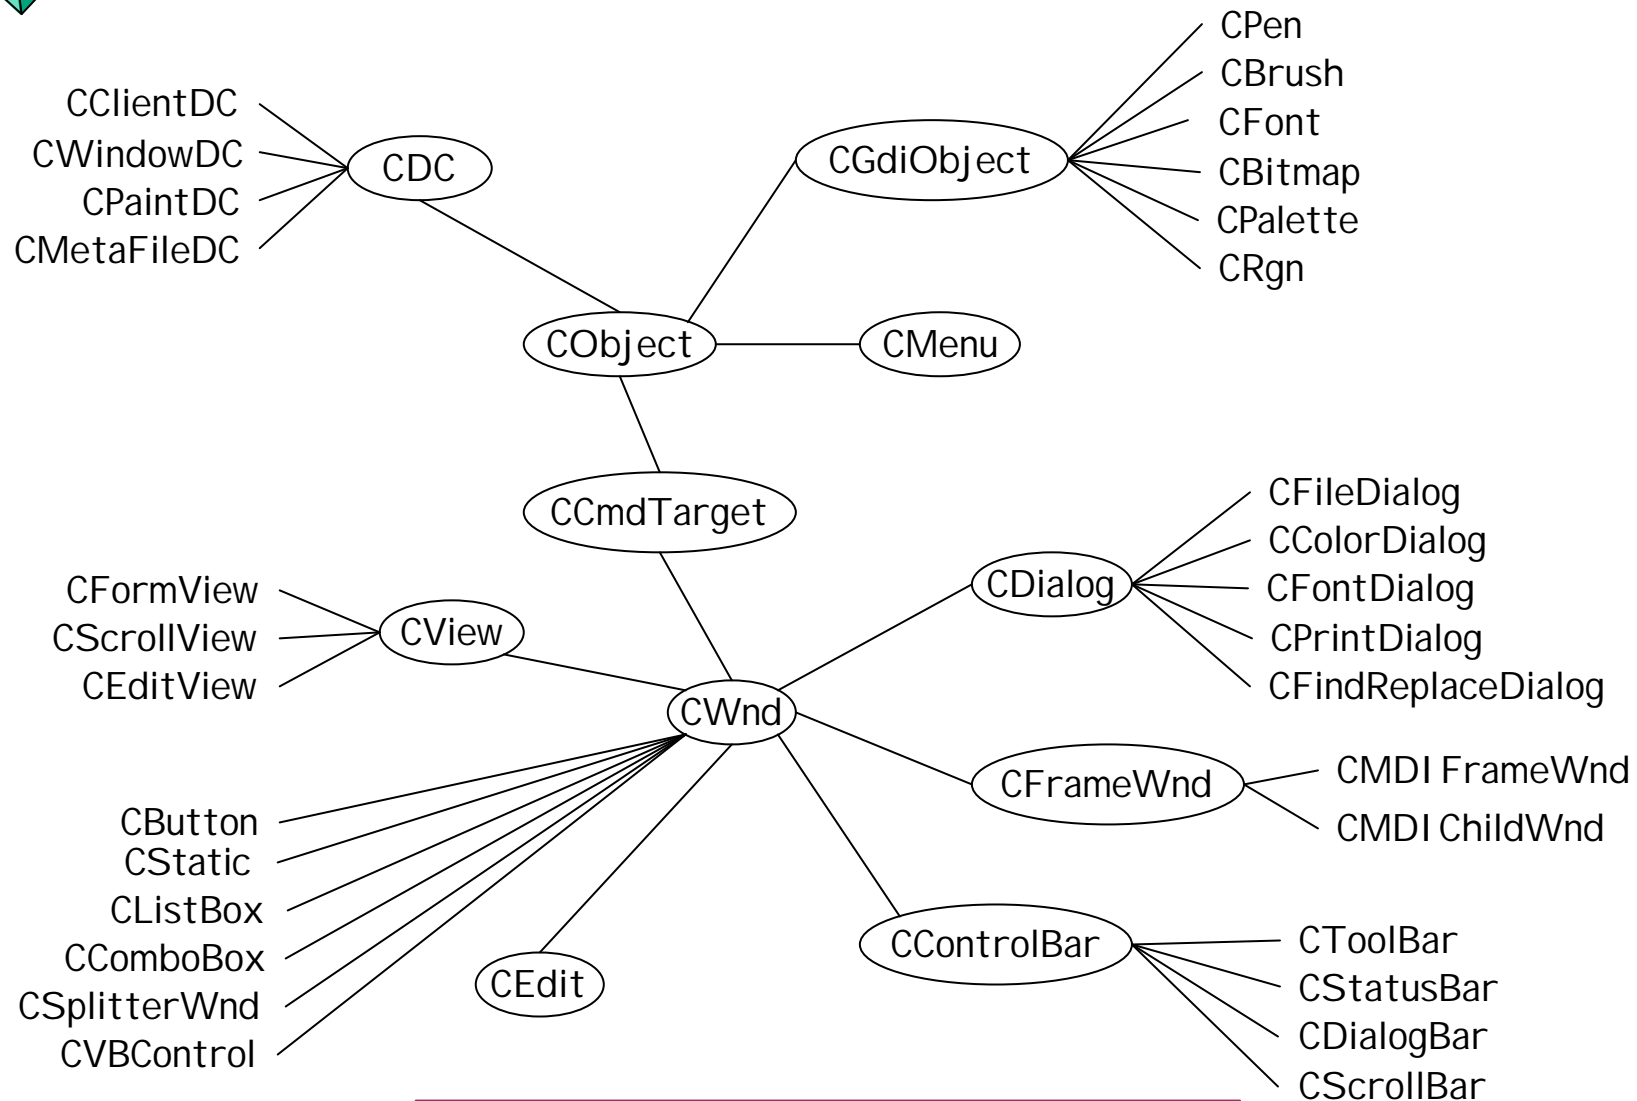 CPen
CBrush
CFont
CBitmap
CPalette
CRgn
CClientDC
CWindowDC
CPaintDC
CMetaFileDC
CDC
CGdiObject
CObject
CMenu
CCmdTarget
CFormView
CScrollView
CEditView
CView
CWnd
CDialog
CFileDialog
CColorDialog
CFontDialog
CPrintDialog
CFindReplaceDialog
CFrameWnd
CMDIFrameWnd
CMDIChildWnd
CButton
CStatic
CListBox
CComboBox
CSplitterWnd
CVBControl
CEdit
CControlBar
CToolBar
CStatusBar
CDialogBar
CScrollBar